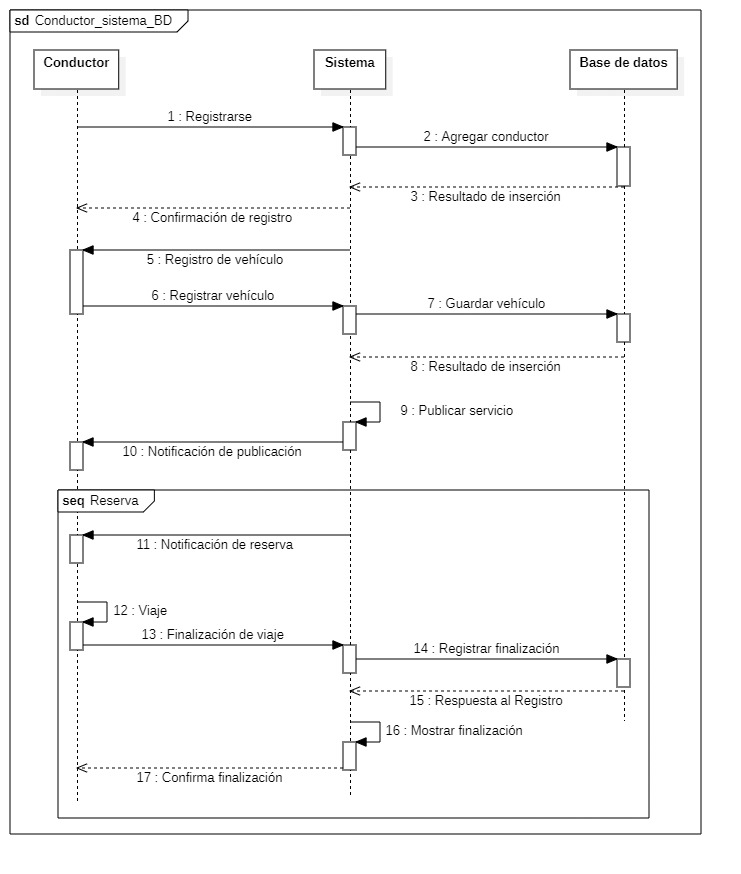 sd Conductor_sistema_BD
Conductor
Sistema
Base de datos
1 : Registrarse
2 : Agregar conductor
3 : Resultado de inserción
4 : Confirmación de registro
5 : Registro de vehículo
6 : Registrar vehículo
7 : Guardar vehículo
8 : Resultado de inserción
9 : Publicar servicio
10 : Notificación de publicación
seq Reserva
11 : Notificación de reserva
12 : Viaje
13 : Finalización de viaje
14 : Registrar finalización
15 : Respuesta al Registro
16 : Mostrar finalización
17 : Confirma finalización